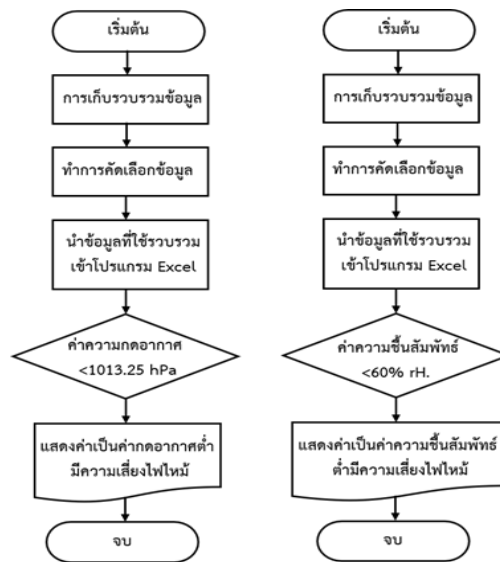 เริ่มต้น
การเก็บรวบรวมข้อมูล
ทำการคัดเลือกข้อมูล
นำข้อมูลที่ใช้รวบรวม
เข้าโปรแกรม Excel
ค่าความกดอากาศ
<1013.25 hPa
แสดงค่าเป็นค่ากดอากาศต่ำ
มีความเสี่ยงไฟไหม้
จบ
เริ่มต้น
การเก็บรวบรวมข้อมูล
ทำการคัดเลือกข้อมูล
นำข้อมูลที่ใช้รวบรวม
เข้าโปรแกรม Excel
ค่าความชื้นสัมพัทธ์
<60% rH.
แสดงค่าเป็นค่าความชื้นสัมพัทธ์
ต่ำมีความเสี่ยงไฟไหม้
จบ